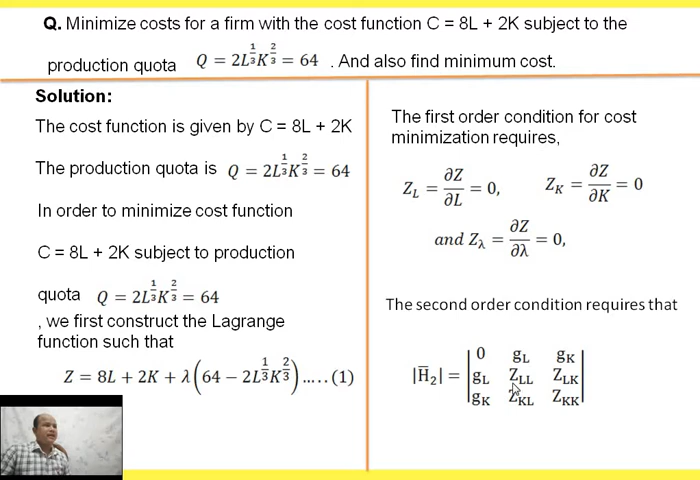 Q. Minimize costs for a firm with the cost function C = 8L + 2K subject to the
production quota Q = 2L^{1/3}K^{2/3} = 64 . And also find minimum cost.
Solution:
The cost function is given by C = 8L + 2K
The production quota is Q = 2L^{1/3}K^{2/3} = 64
In order to minimize cost function
C = 8L + 2K subject to production
quota Q = 2L^{1/3}K^{2/3} = 64
, we first construct the Lagrange
function such that
Z = 8L + 2K + λ(64 − 2L^{1/3}K^{2/3}).....(1)
The first order condition for cost
minimization requires,
Z_L = ∂Z/∂L = 0, Z_K = ∂Z/∂K = 0
and Z_λ = ∂Z/∂λ = 0,
The second order condition requires that
|H̄₂| = | 0 g_L g_K |
| g_L Z_LL Z_LK |
| g_K Z_KL Z_KK |